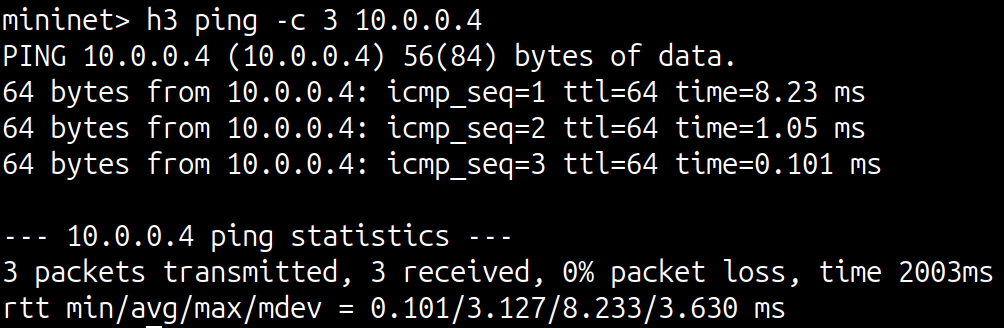 mininet> h3 ping -c 3 10.0.0.4
PING 10.0.0.4 (10.0.0.4) 56(84) bytes of data.
64 bytes from 10.0.0.4: icmp_seq=1 ttl=64 time=8.23 ms
64 bytes from 10.0.0.4: icmp_seq=2 ttl=64 time=1.05 ms
64 bytes from 10.0.0.4: icmp_seq=3 ttl=64 time=0.101 ms
--- 10.0.0.4 ping statistics ---
3 packets transmitted, 3 received, 0% packet loss, time 2003ms
rtt min/avg/max/mdev = 0.101/3.127/8.233/3.630 ms